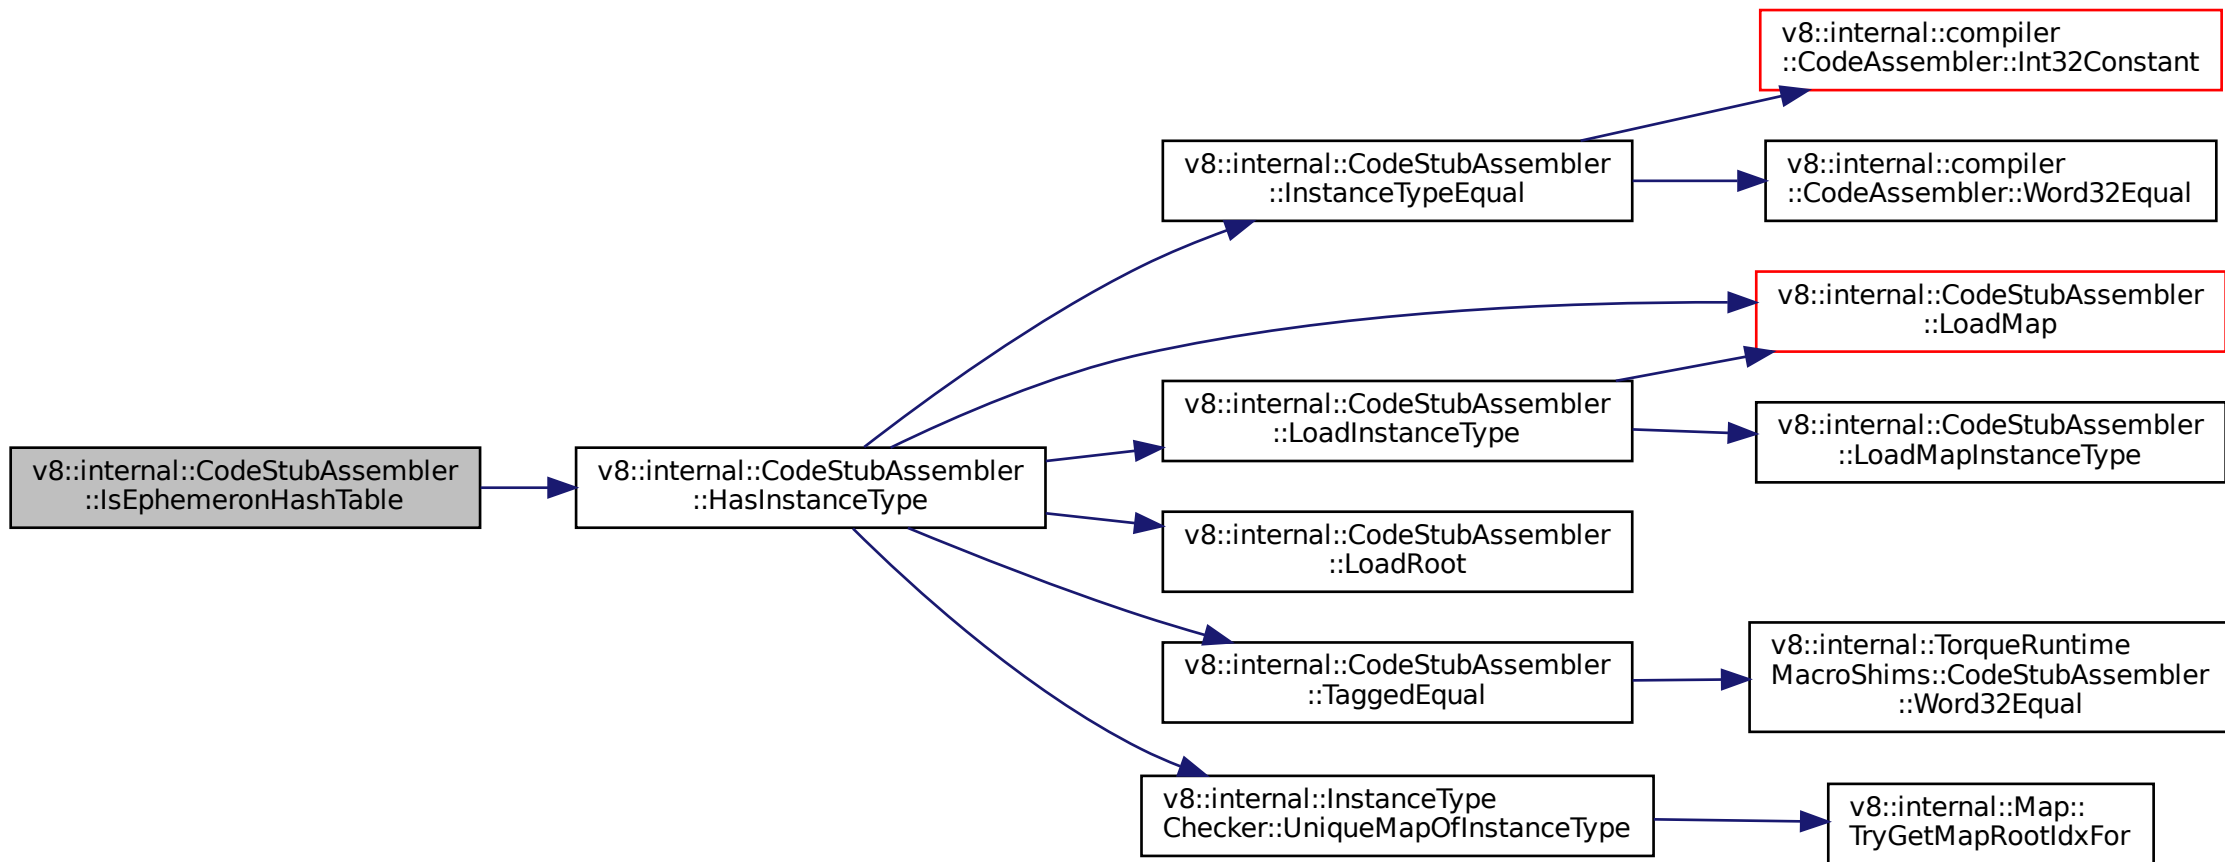 v8::internal::CodeStubAssembler
::IsEphemeronHashTable
v8::internal::CodeStubAssembler
::HasInstanceType
v8::internal::CodeStubAssembler
::InstanceTypeEqual
v8::internal::compiler
::CodeAssembler::Int32Constant
v8::internal::compiler
::CodeAssembler::Word32Equal
v8::internal::CodeStubAssembler
::LoadMap
v8::internal::CodeStubAssembler
::LoadInstanceType
v8::internal::CodeStubAssembler
::LoadMapInstanceType
v8::internal::CodeStubAssembler
::LoadRoot
v8::internal::CodeStubAssembler
::TaggedEqual
v8::internal::TorqueRuntime
MacroShims::CodeStubAssembler
::Word32Equal
v8::internal::InstanceType
Checker::UniqueMapOfInstanceType
v8::internal::Map::
TryGetMapRootIdxFor